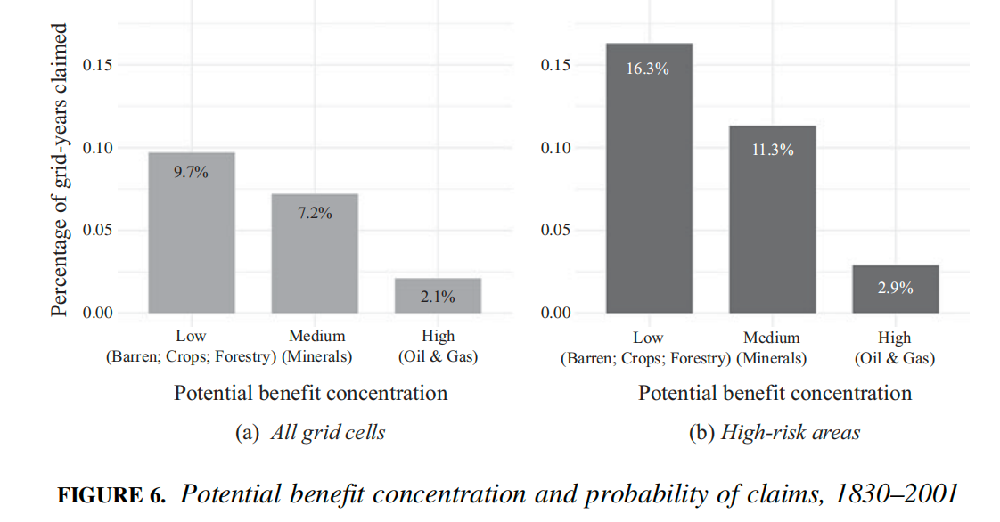 Percentage of grid-years claimed
0.15
0.10
0.05
0.00
9.7%
7.2%
2.1%
Low
(Barren; Crops; Forestry)
Medium
(Minerals)
High
(Oil & Gas)
Potential benefit concentration
(a) All grid cells
0.15
0.10
0.05
0.00
16.3%
11.3%
2.9%
Low
(Barren; Crops; Forestry)
Medium
(Minerals)
High
(Oil & Gas)
Potential benefit concentration
(b) High-risk areas
FIGURE 6. Potential benefit concentration and probability of claims, 1830–2001